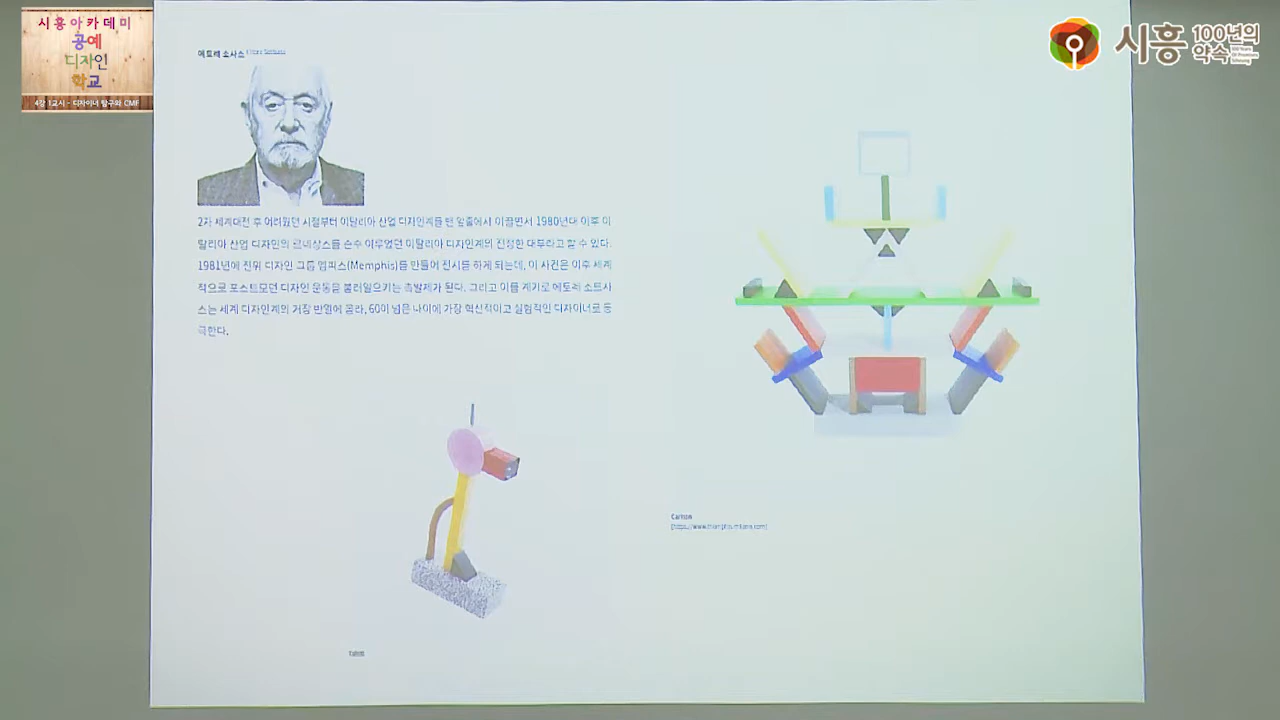 시흥아카데미
공예
디자인
학교
4강 1교시 - 디자이너 탐구와 CMF
시흥 100년의 약속
에토레 소사스
2차 세계대전 후 어려웠던 시절부터 이탈리아 산업 디자인계를 맨 앞줄에서 이끌면서 1980년대 이후 이
탈리아 산업 디자인의 르네상스를 손수 이루었던 이탈리아 디자인계의 진정한 대부라고 할 수 있다.
1981년에 전위 디자인 그룹 멤피스(Memphis)를 만들어 전시를 하게 되는데, 이 사건은 이후 세계
적으로 포스트모던 디자인 운동을 불러일으키는 촉발제가 된다. 그리고 이를 계기로 에토레 소트사
스는 세계 디자인계의 거장 반열에 올라, 60이 넘은 나이에 가장 혁신적이고 실험적인 디자이너로 등
극한다.
Carlton
Tahiti